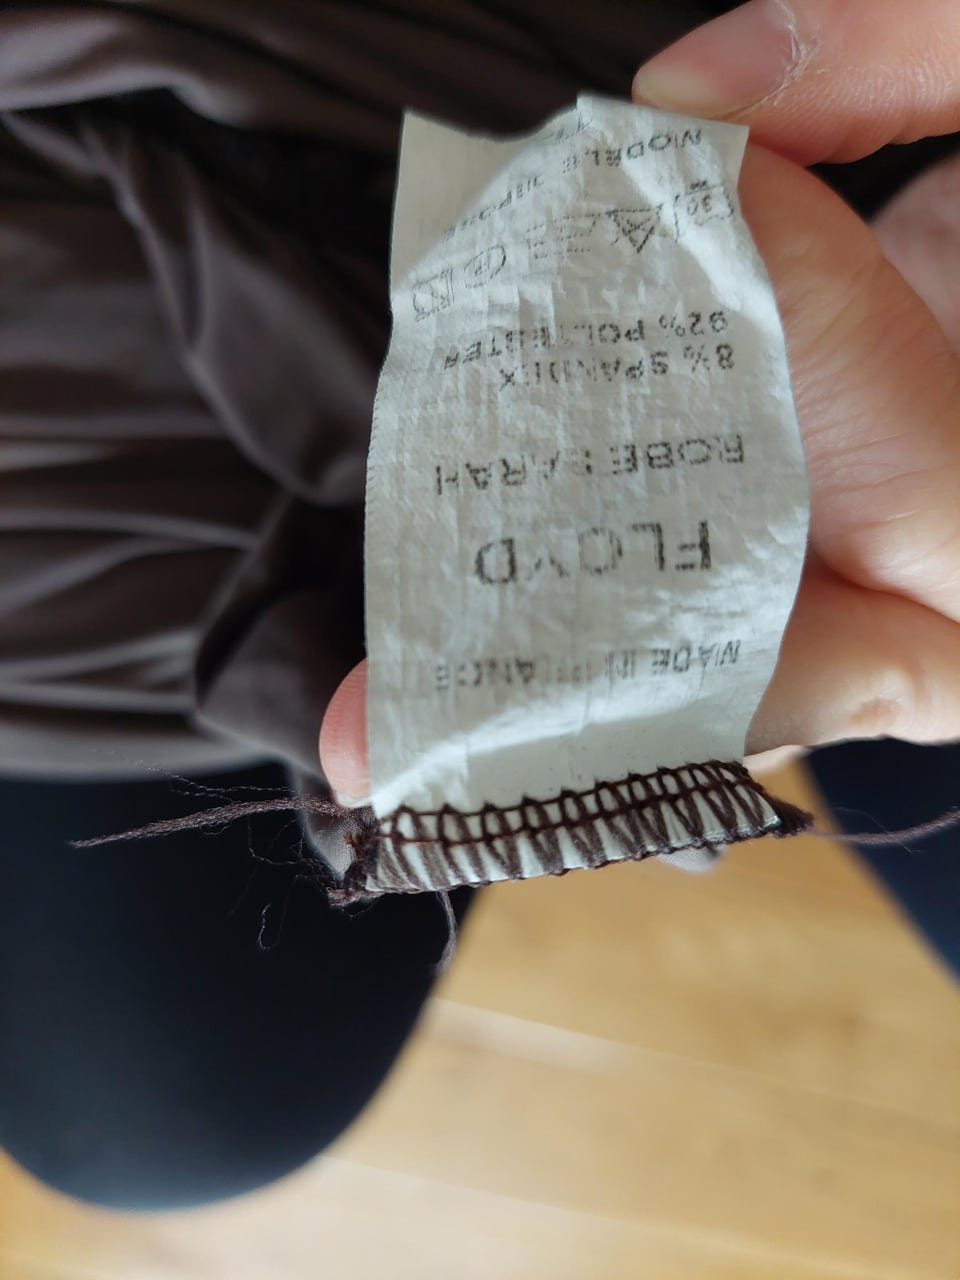 MADE IN FRANCE
FLOYD
ROBE SARAH
8% SPANDEX
92% POLYESTER
30
MODELE DEPOSE